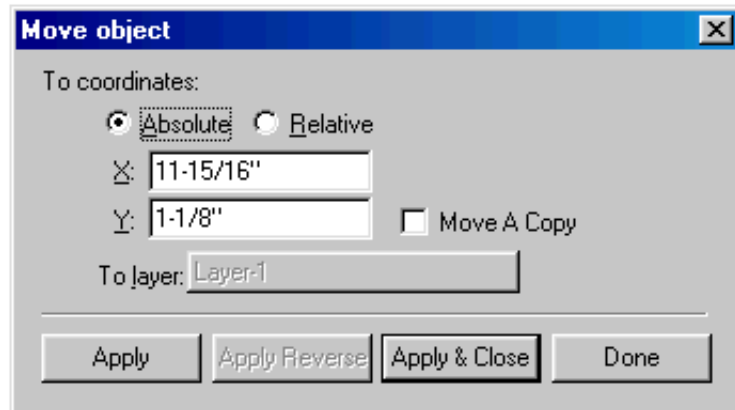 Move object
To coordinates:
Absolute Relative
X: 11-15/16"
Y: 1-1/8" Move A Copy
To layer: Layer-1
Apply Apply Reverse Apply & Close Done